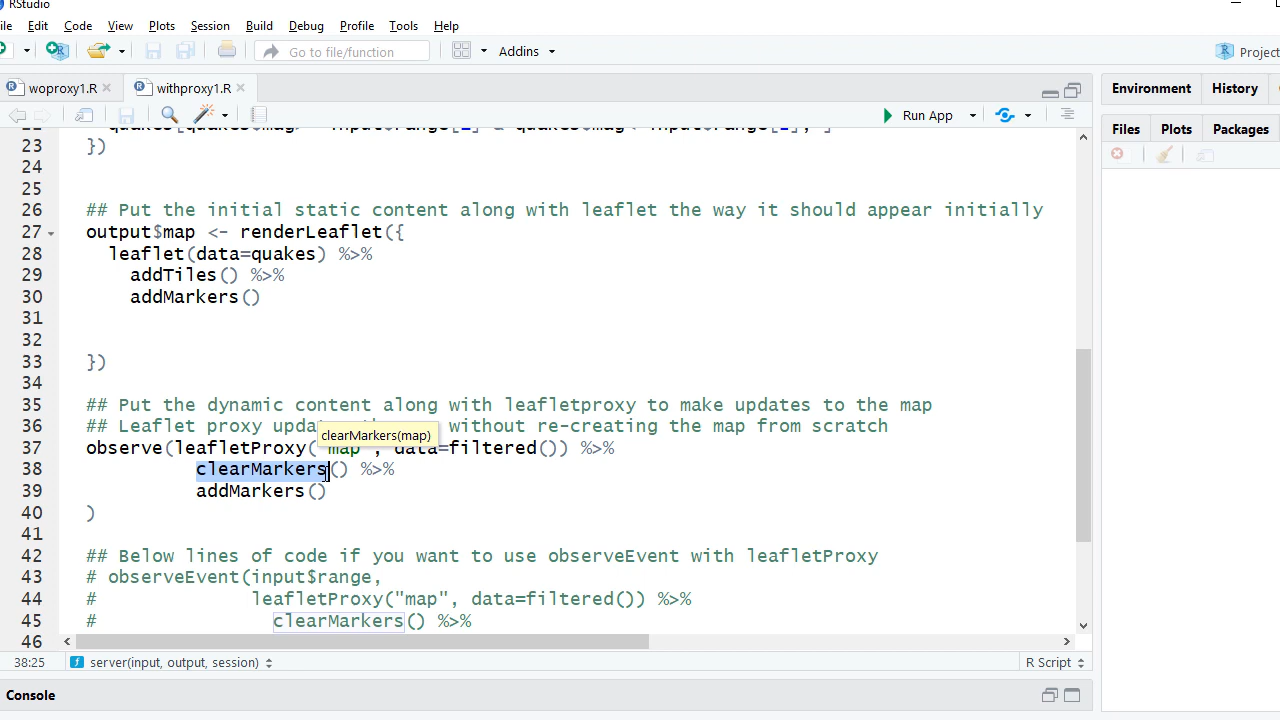 RStudio
Edit Code View Plots Session Build Debug Profile Tools Help
Go to file/function Addins Project
woproxy1.R withproxy1.R
Environment History
Run App
Files Plots Packages
23 })
24
25
26 ## Put the initial static content along with leaflet the way it should appear initially
27 output$map <- renderLeaflet({
28 leaflet(data=quakes) %>%
29 addTiles() %>%
30 addMarkers()
31
32
33 })
34
35 ## Put the dynamic content along with leafletproxy to make updates to the map
36 ## Leaflet proxy without re-creating the map from scratch
clearMarkers(map)
37 observe(leafletProxy("map", data=filtered()) %>%
38 clearMarkers() %>%
39 addMarkers()
40 )
41
42 ## Below lines of code if you want to use observeEvent with leafletProxy
43 # observeEvent(input$range,
44 # leafletProxy("map", data=filtered()) %>%
45 # clearMarkers() %>%
46
38:25 server(input, output, session) R Script
Console